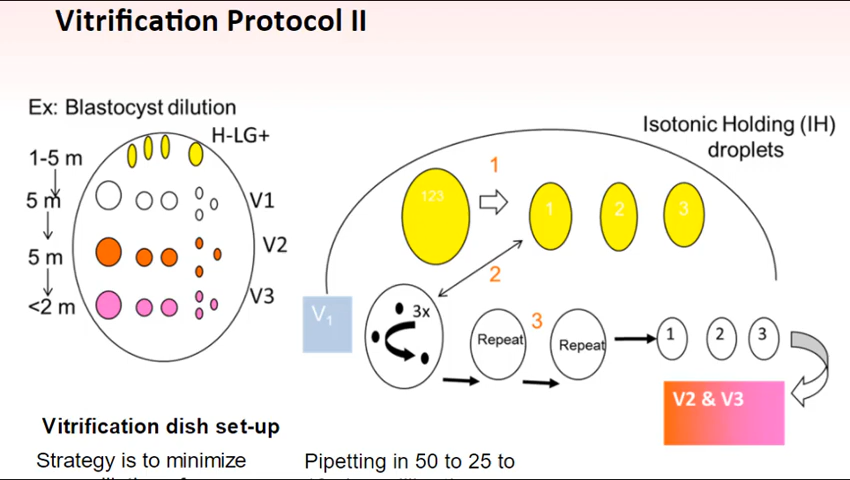 Vitrification Protocol II
Ex: Blastocyst dilution
H-LG+
1-5 m
5 m
V1
5 m
V2
<2 m
V3
Isotonic Holding (IH)
droplets
1
123
1
2
3
2
V1
3x
3
Repeat
Repeat
1
2
3
V2 & V3
Vitrification dish set-up
Strategy is to minimize
Pipetting in 50 to 25 to